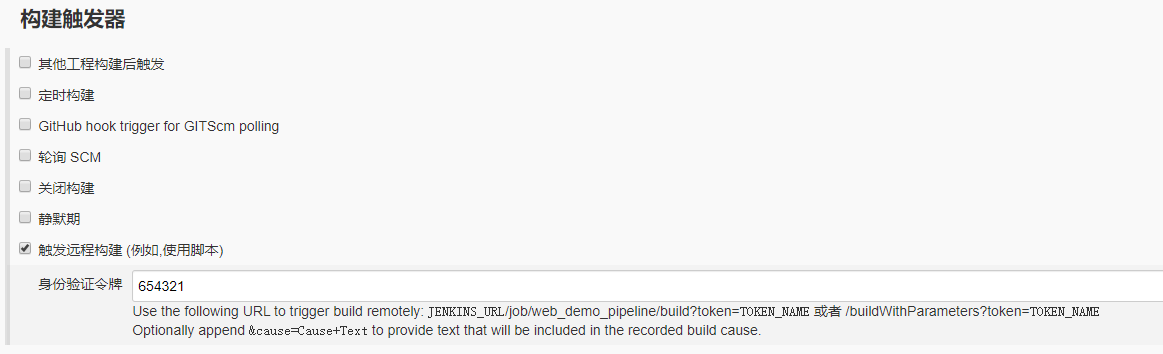 构建触发器
其他工程构建后触发
定时构建
GitHub hook trigger for GITScm polling
轮询 SCM
关闭构建
静默期
触发远程构建 (例如,使用脚本)
身份验证令牌 654321
Use the following URL to trigger build remotely: JENKINS_URL/job/web_demo_pipeline/build?token=TOKEN_NAME 或者 /buildWithParameters?token=TOKEN_NAME
Optionally append &cause=Cause+Text to provide text that will be included in the recorded build cause.